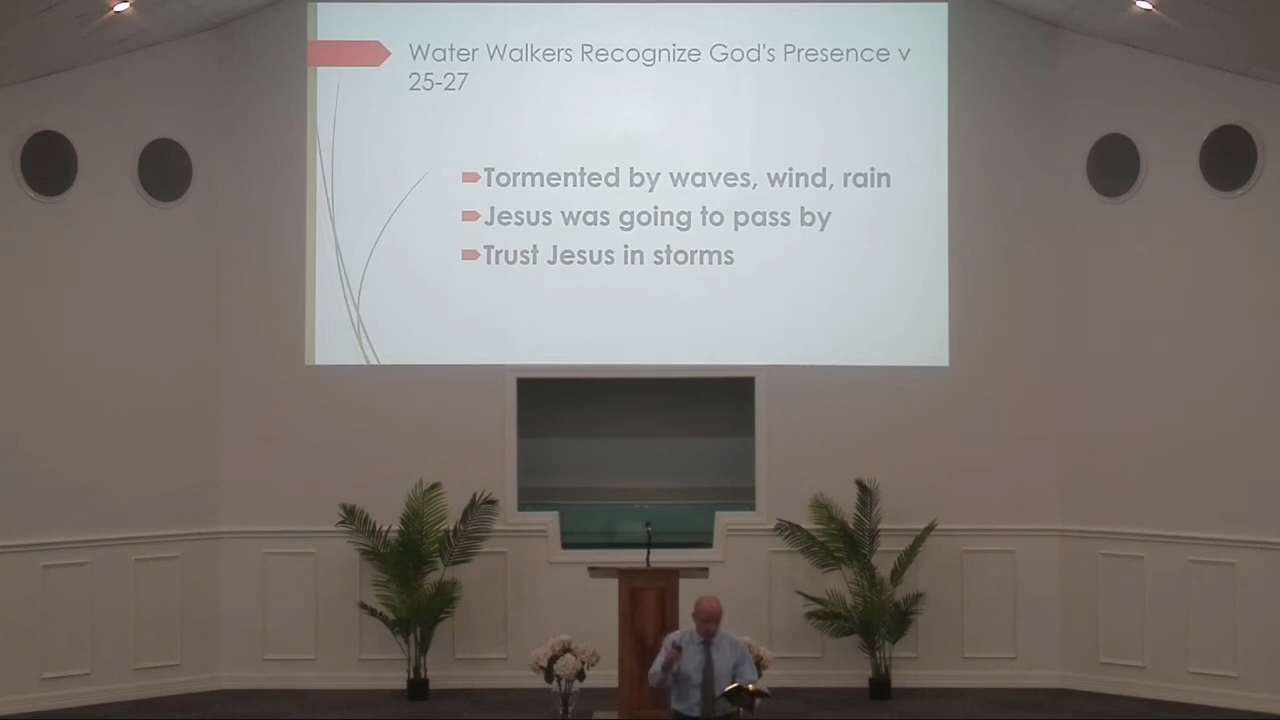 Water Walkers Recognize God's Presence v
25-27
Tormented by waves, wind, rain
Jesus was going to pass by
Trust Jesus in storms